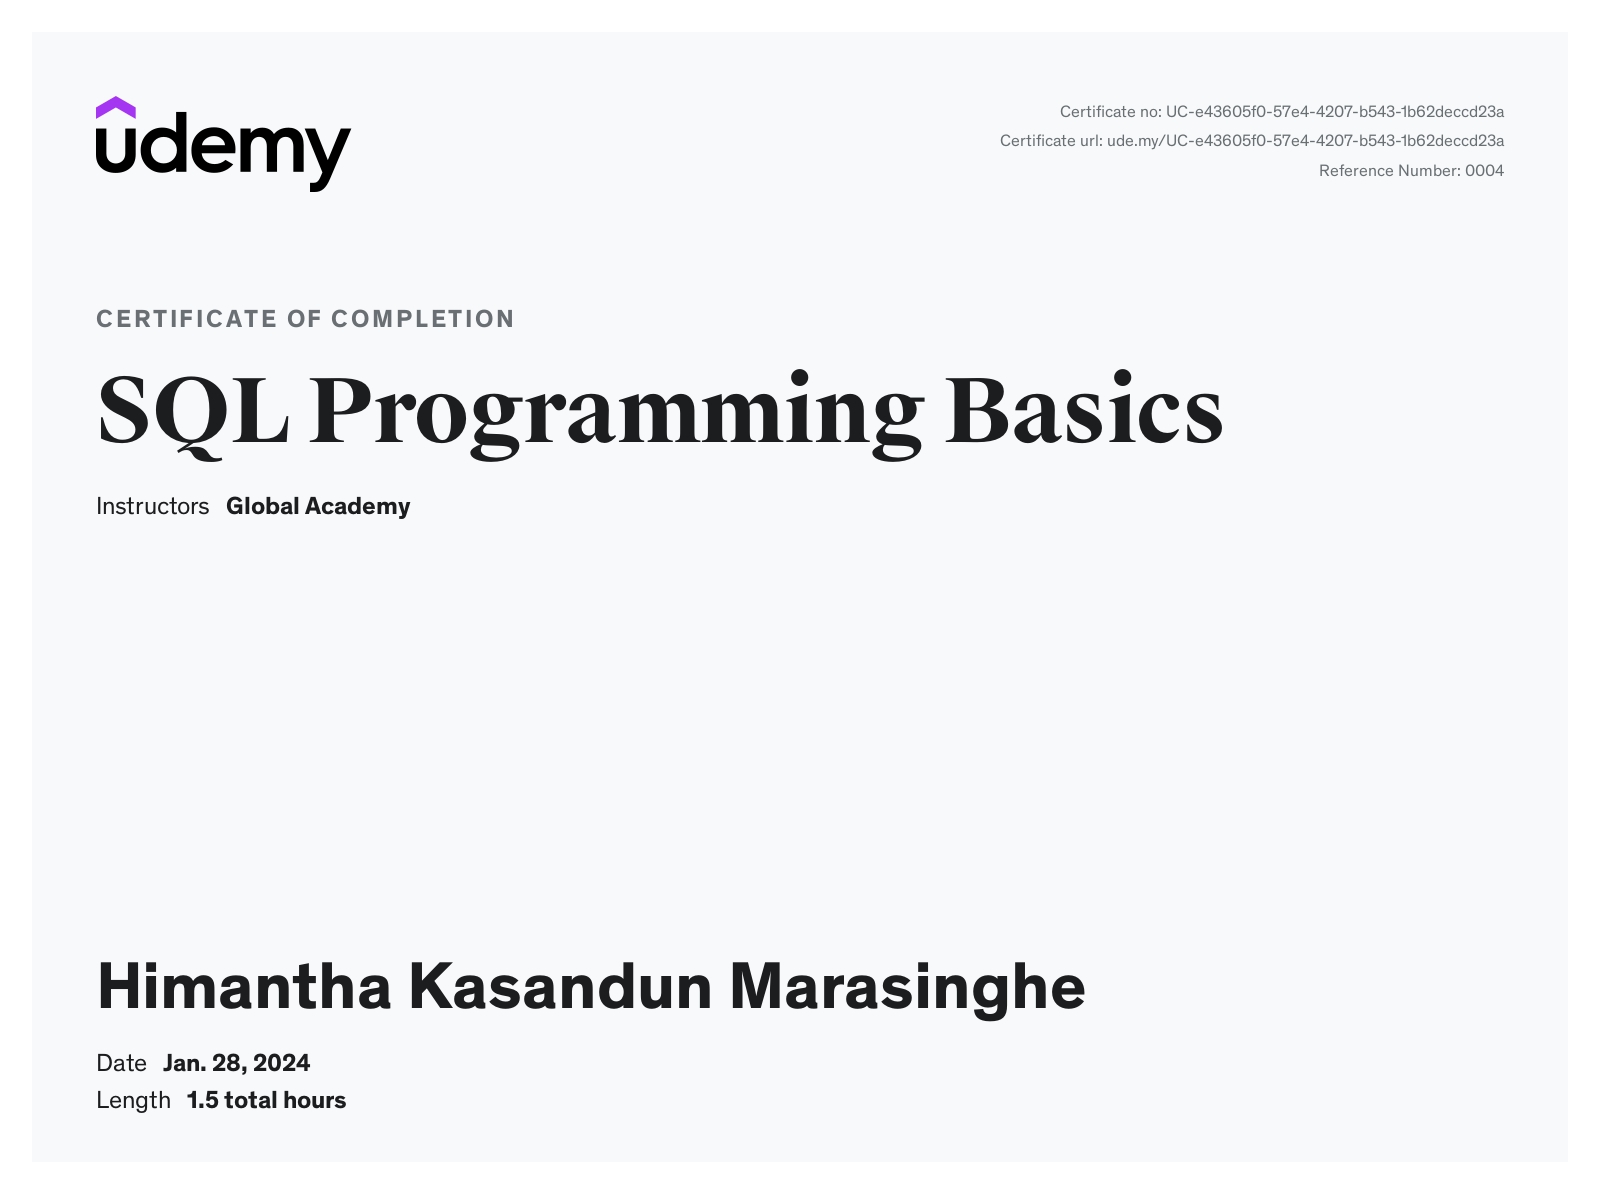 udemy
Certificate no: UC-e43605f0-57e4-4207-b543-1b62deccd23a
Certificate url: ude.my/UC-e43605f0-57e4-4207-b543-1b62deccd23a
Reference Number: 0004
CERTIFICATE OF COMPLETION
SQL Programming Basics
Instructors Global Academy
Himantha Kasandun Marasinghe
Date Jan. 28, 2024
Length 1.5 total hours